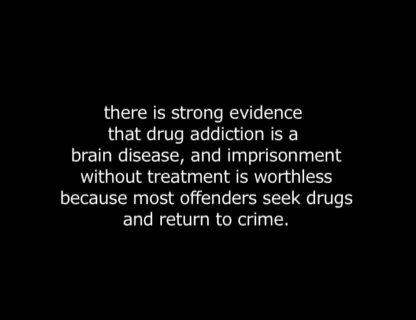 there is strong evidence
that drug addiction is a
brain disease, and imprisonment
without treatment is worthless
because most offenders seek drugs
and return to crime.